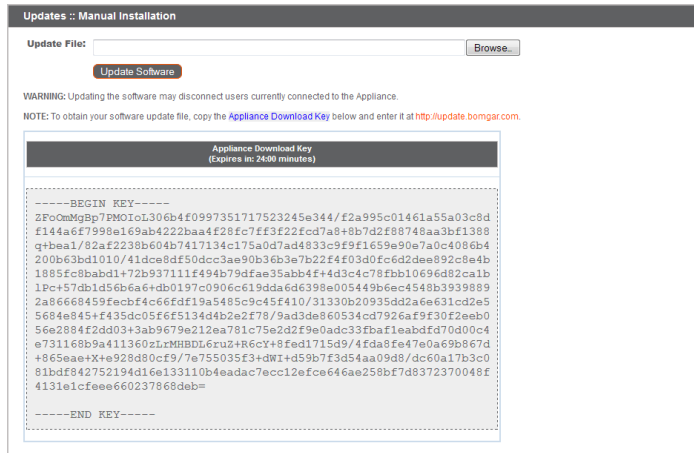 Updates :: Manual Installation
Update File:
Browse..
Update Software
WARNING: Updating the software may disconnect users currently connected to the Appliance.
NOTE: To obtain your software update file, copy the Appliance Download Key below and enter it at http://update.bomgar.com.
Appliance Download Key
(Expires in: 24:00 minutes)
-----BEGIN KEY-----
ZFoOmMgBp7PMOIoL306b4f0997351717523245e344/f2a995c01461a55a03c8d
f144a6f7998e169ab4222baa4f28fc7ff3f22fcd7a8+8b7d2f88748aa3bf1388
q+bea1/82af2238b604b7417134c175a0d7ad4833c9f9f1659e90e7a0c4086b4
200b63bd1010/41dce8df50dcc3ae90b36b3e7b22f4f03d0fc6d2dee892c8e4b
1885fc8babd1+72b937111f494b79dfae35abb4f+4d3c4c78fbb10696d82ca1b
lPc+57db1d56b6a6+db0197c0906c619dda6d6398e005449b6ec4548b3939889
2a86668459fecbf4c66fdf19a5485c9c45f410/31330b20935dd2a6e631cd2e5
5684e845+f435dc05f6f5134d4b2e2f78/9ad3de860534cd7926af9f30f2eeb0
56e2884f2dd03+3ab9679e212ea781c75e2d2f9e0adc33fbaf1eabdfd70d00c4
e731168b9a411360zLrMHBDL6ruZ+R6cY+8fed1715d9/4fda8fe47e0a69b867d
+865eae+X+e928d80cf9/7e755035f3+dWI+d59b7f3d54aa09d8/dc60a17b3c0
81bdf842752194d16e133110b4eadac7ecc12efce646ae258bf7d8372370048f
4131e1cfeee660237868deb=
-----END KEY-----